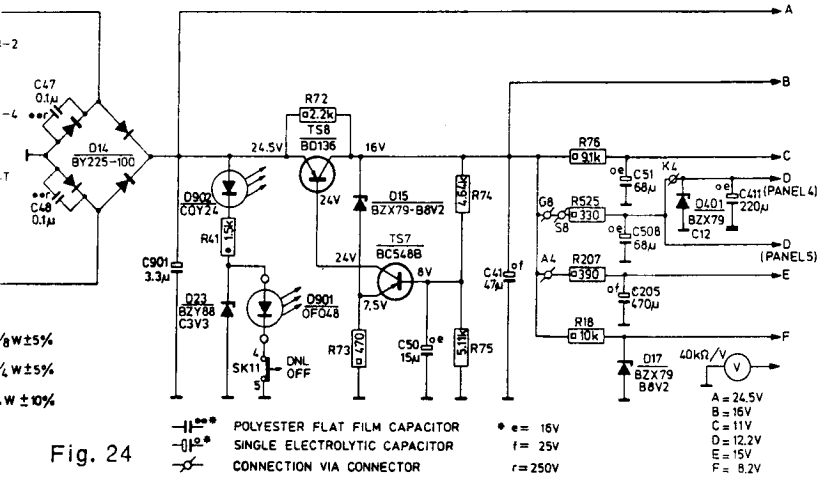 A
-2
B
C47
0.1µ
R72
2.2k
TS8
BD136
24.5V
16V
-4
D14
BY225-100
R76
9.1k
C
C51
68µ
K4
D
(PANEL 4)
D902
CQY24
24V
D15
BZX79-B8V2
4.64k
R74
G8
S8
R525
330
D401
BZX79
C12
C411
220µ
C48
0.1µ
R41
1.5k
TS7
BC548B
24V
8V
C508
68µ
D
(PANEL 5)
C901
3.3µ
D23
BZY88
C3V3
D901
OF048
7.5V
C41
47µ
A4
R207
390
E
C205
470µ
R73
470
C50
15µ
5.11k
R75
R18
10k
F
/8 W ± 5%
/4 W ± 5%
W ± 10%
4
SK11
5
DNL
OFF
D17
BZX79
B8V2
40kΩ/V
V
A = 24.5V
B = 16V
C = 11V
D = 12.2V
E = 15V
F = 8.2V
Fig. 24
POLYESTER FLAT FILM CAPACITOR
SINGLE ELECTROLYTIC CAPACITOR
CONNECTION VIA CONNECTOR
* e = 16V
f = 25V
r = 250V